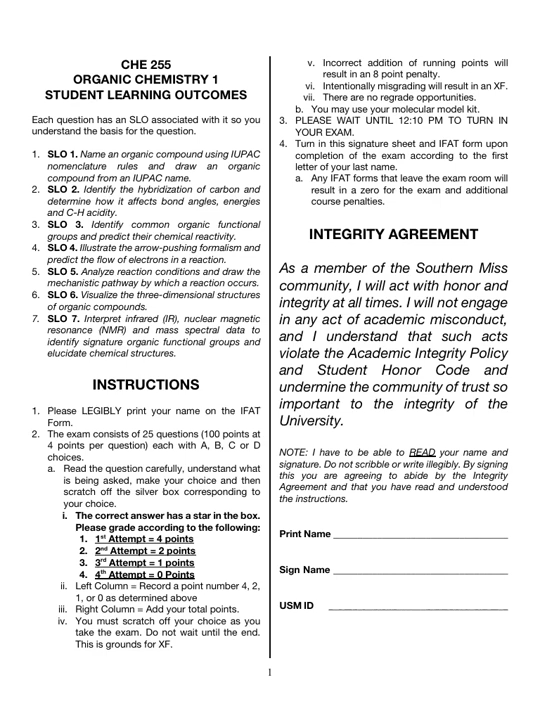 CHE 255
ORGANIC CHEMISTRY 1
STUDENT LEARNING OUTCOMES
Each question has an SLO associated with it so you
understand the basis for the question.
1. SLO 1. Name an organic compound using IUPAC
nomenclature rules and draw an organic
compound from an IUPAC name.
2. SLO 2. Identify the hybridization of carbon and
determine how it affects bond angles, energies
and C-H acidity.
3. SLO 3. Identify common organic functional
groups and predict their chemical reactivity.
4. SLO 4. Illustrate the arrow-pushing formalism and
predict the flow of electrons in a reaction.
5. SLO 5. Analyze reaction conditions and draw the
mechanistic pathway by which a reaction occurs.
6. SLO 6. Visualize the three-dimensional structures
of organic compounds.
7. SLO 7. Interpret infrared (IR), nuclear magnetic
resonance (NMR) and mass spectral data to
identify signature organic functional groups and
elucidate chemical structures.
INSTRUCTIONS
1. Please LEGIBLY print your name on the IFAT
Form.
2. The exam consists of 25 questions (100 points at
4 points per question) each with A, B, C or D
choices.
a. Read the question carefully, understand what
is being asked, make your choice and then
scratch off the silver box corresponding to
your choice.
i. The correct answer has a star in the box.
Please grade according to the following:
1. 1st Attempt = 4 points
2. 2nd Attempt = 2 points
3. 3rd Attempt = 1 points
4. 4th Attempt = 0 Points
ii. Left Column = Record a point number 4, 2,
1, or 0 as determined above
iii. Right Column = Add your total points.
iv. You must scratch off your choice as you
take the exam. Do not wait until the end.
This is grounds for XF.
v. Incorrect addition of running points will
result in an 8 point penalty.
vi. Intentionally misgrading will result in an XF.
vii. There are no regrade opportunities.
b. You may use your molecular model kit.
3. PLEASE WAIT UNTIL 12:10 PM TO TURN IN
YOUR EXAM.
4. Turn in this signature sheet and IFAT form upon
completion of the exam according to the first
letter of your last name.
a. Any IFAT forms that leave the exam room will
result in a zero for the exam and additional
course penalties.
INTEGRITY AGREEMENT
As a member of the Southern Miss
community, I will act with honor and
integrity at all times. I will not engage
in any act of academic misconduct,
and I understand that such acts
violate the Academic Integrity Policy
and Student Honor Code and
undermine the community of trust so
important to the integrity of the
University.
NOTE: I have to be able to READ your name and
signature. Do not scribble or write illegibly. By signing
this you are agreeing to abide by the Integrity
Agreement and that you have read and understood
the instructions.
Print Name
Sign Name
USM ID
1